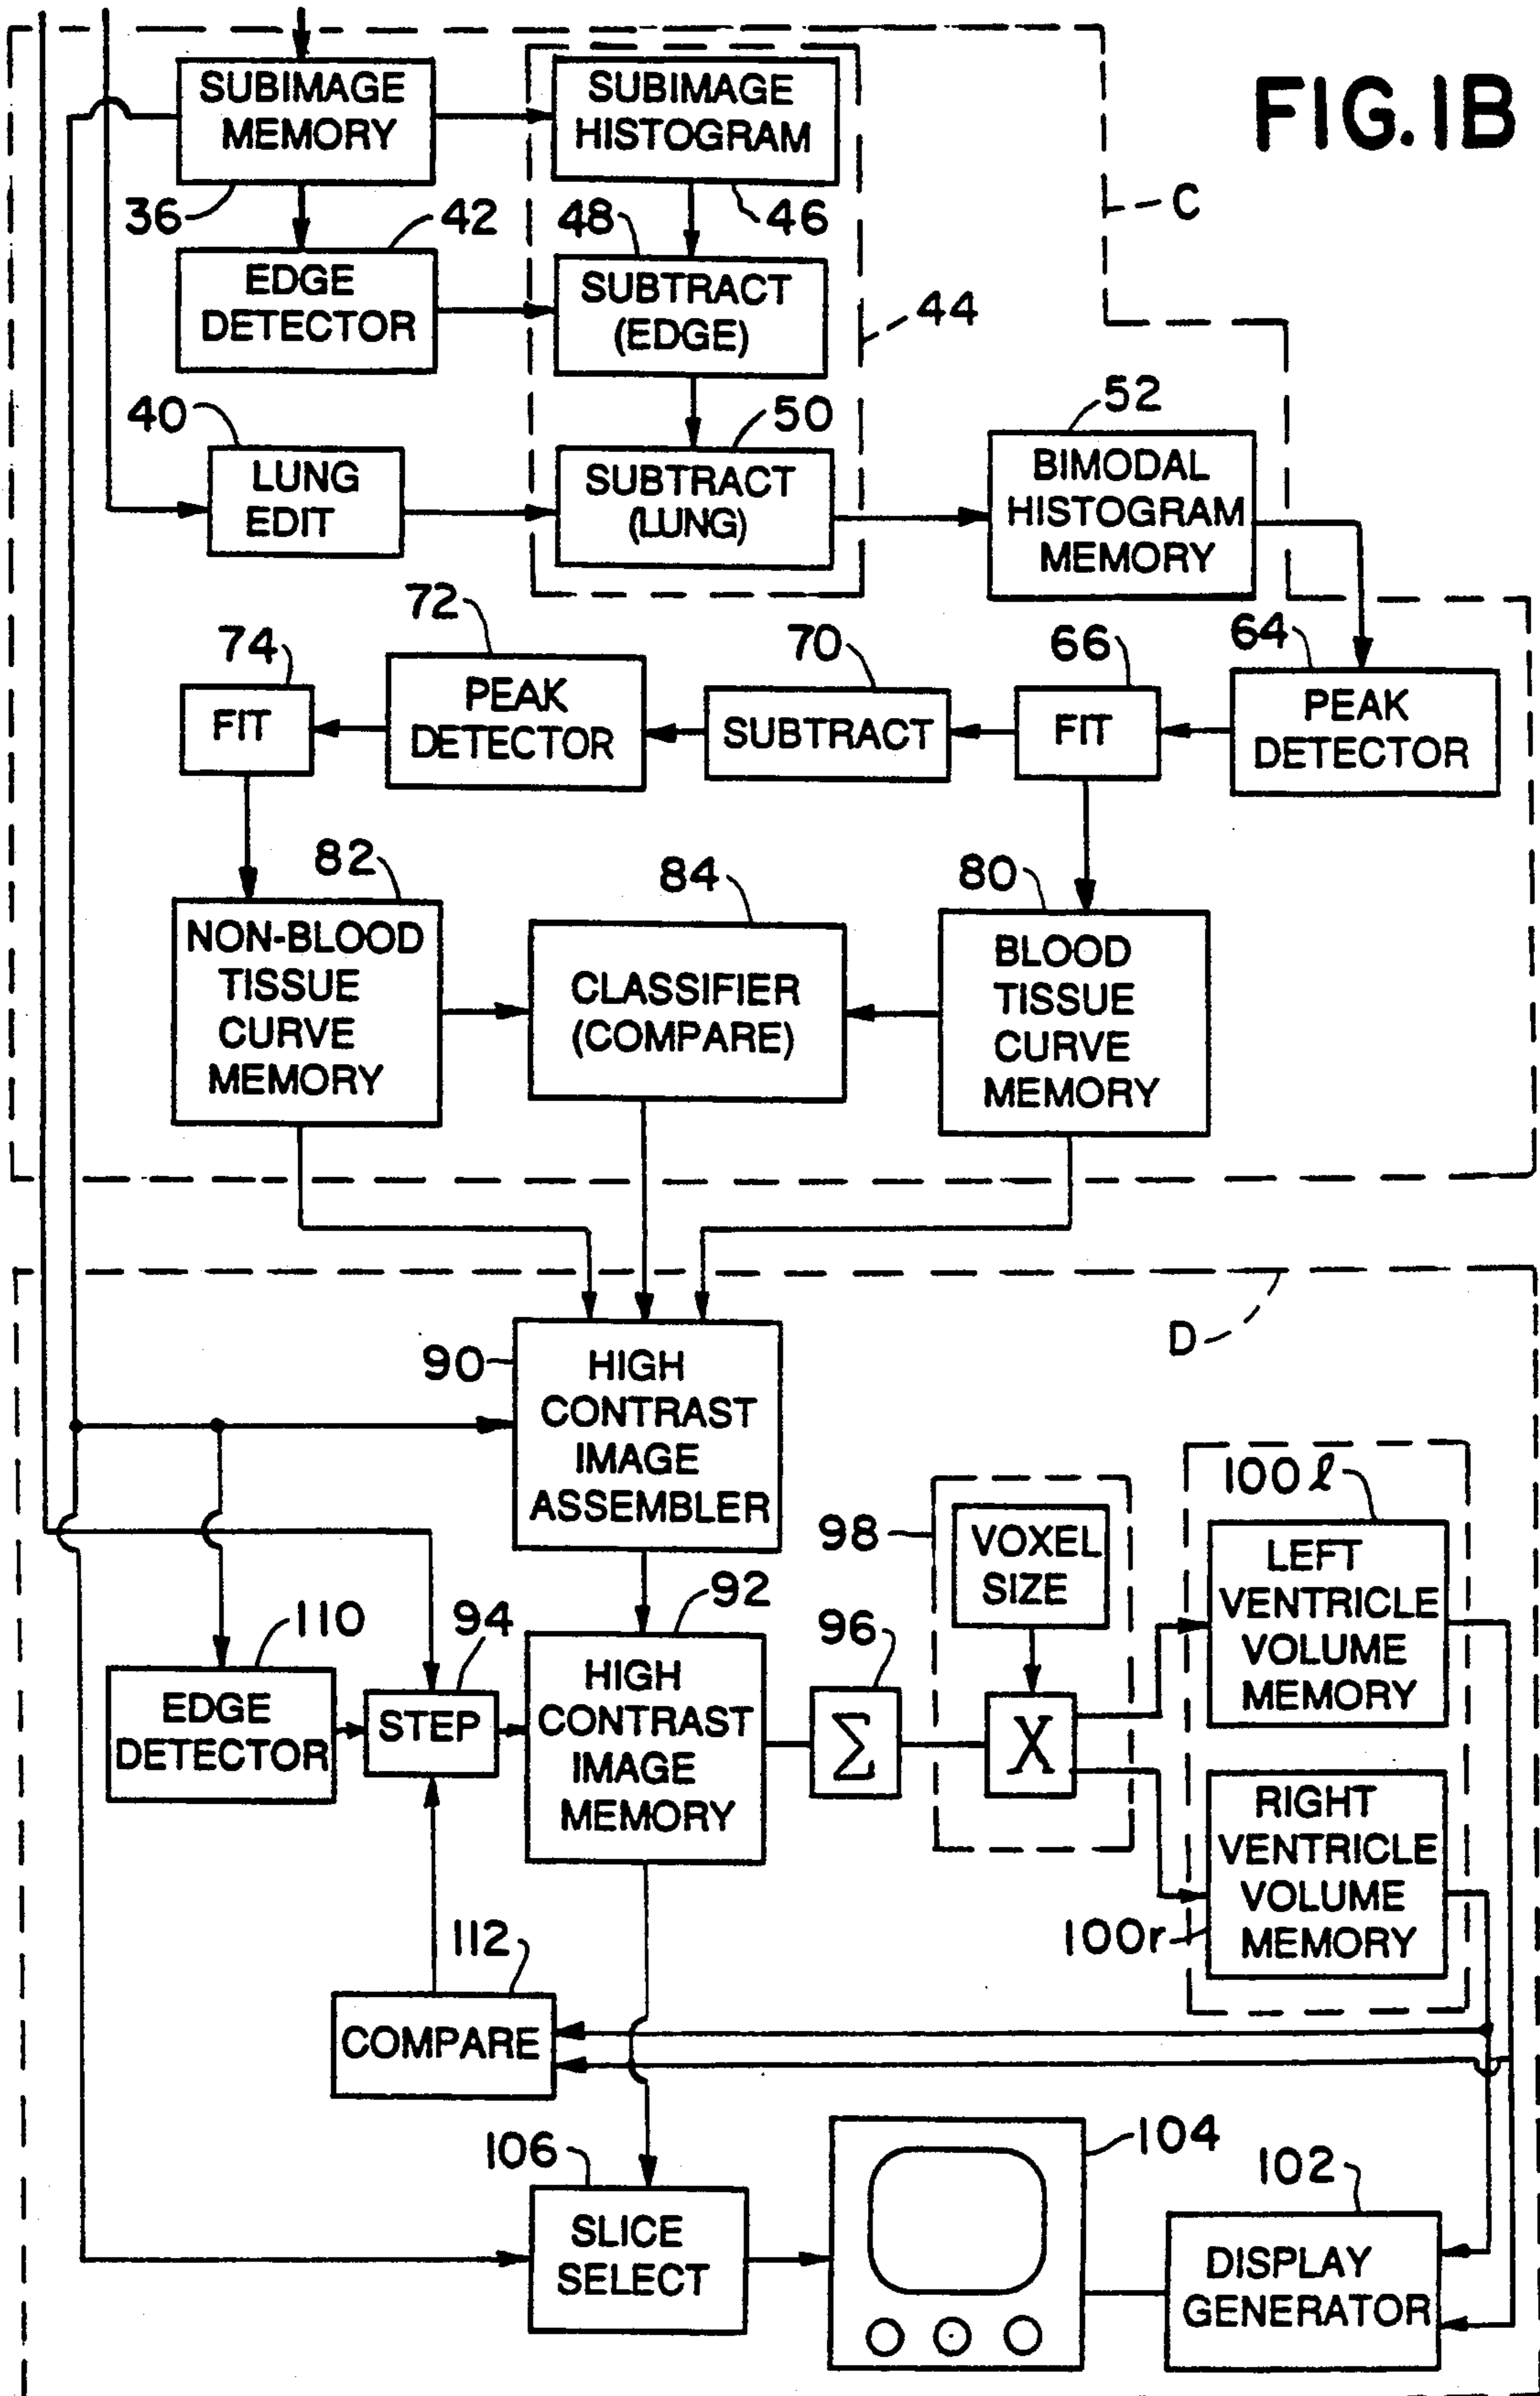 FIG.1B
SUBIMAGE
MEMORY
36
SUBIMAGE
HISTOGRAM
46
C
42
EDGE
DETECTOR
48
SUBTRACT
(EDGE)
44
40
LUNG
EDIT
50
SUBTRACT
(LUNG)
52
BIMODAL
HISTOGRAM
MEMORY
74
FIT
72
PEAK
DETECTOR
70
SUBTRACT
66
FIT
64
PEAK
DETECTOR
82
NON-BLOOD
TISSUE
CURVE
MEMORY
84
CLASSIFIER
(COMPARE)
80
BLOOD
TISSUE
CURVE
MEMORY
D
90
HIGH
CONTRAST
IMAGE
ASSEMBLER
98
VOXEL
SIZE
100ℓ
LEFT
VENTRICLE
VOLUME
MEMORY
110
EDGE
DETECTOR
94
STEP
92
HIGH
CONTRAST
IMAGE
MEMORY
96
Σ
X
RIGHT
VENTRICLE
VOLUME
MEMORY
100r
112
COMPARE
106
SLICE
SELECT
104
102
DISPLAY
GENERATOR